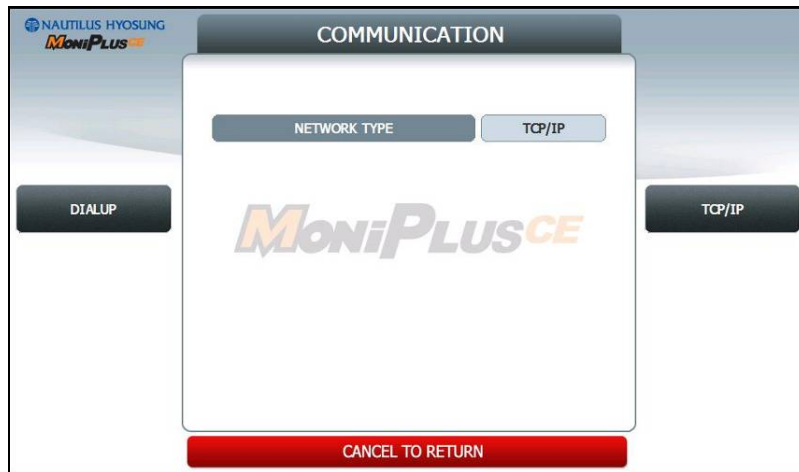 NAUTILUS HYOSUNG
MONiPLUSCE
COMMUNICATION
NETWORK TYPE TCP/IP
DIALUP
TCP/IP
MONiPLUSCE
CANCEL TO RETURN